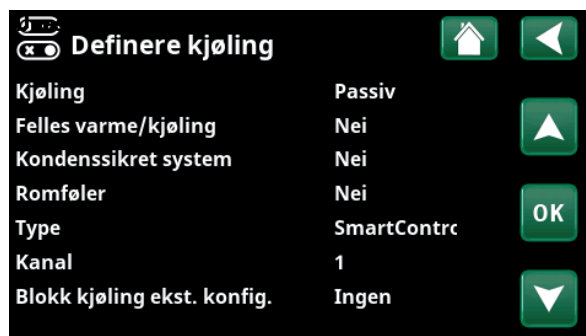 Definere kjøling
Kjøling Passiv
Felles varme/kjøling Nei
Kondenssikret system Nei
Romføler Nei
Type SmartContrc
Kanal 1
Blokk kjøling ekst. konfig. Ingen
OK